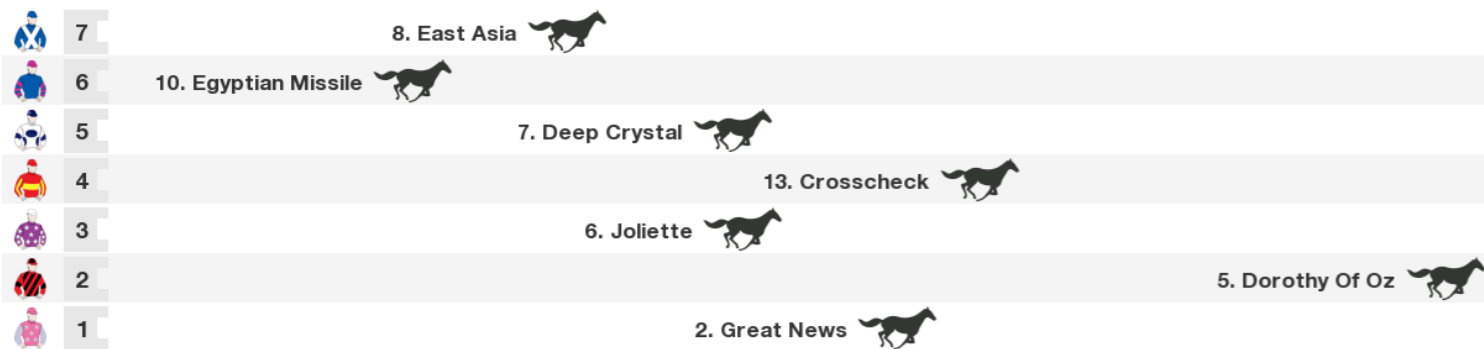 7 8. East Asia
6 10. Egyptian Missile
5 7. Deep Crystal
4 13. Crosscheck
3 6. Joliette
2 5. Dorothy Of Oz
1 2. Great News